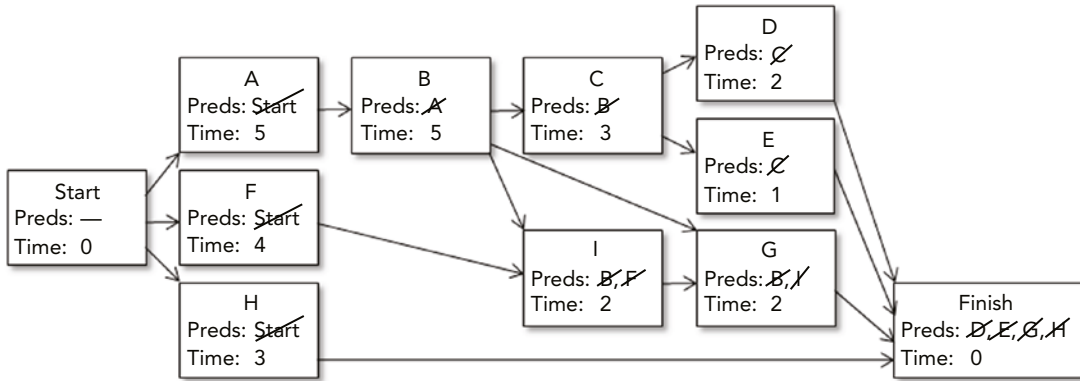 Start
Preds: —
Time: 0
A
Preds: Start
Time: 5
F
Preds: Start
Time: 4
H
Preds: Start
Time: 3
B
Preds: A
Time: 5
C
Preds: B
Time: 3
I
Preds: B, F
Time: 2
D
Preds: C
Time: 2
E
Preds: C
Time: 1
G
Preds: B, I
Time: 2
Finish
Preds: D, E, G, H
Time: 0